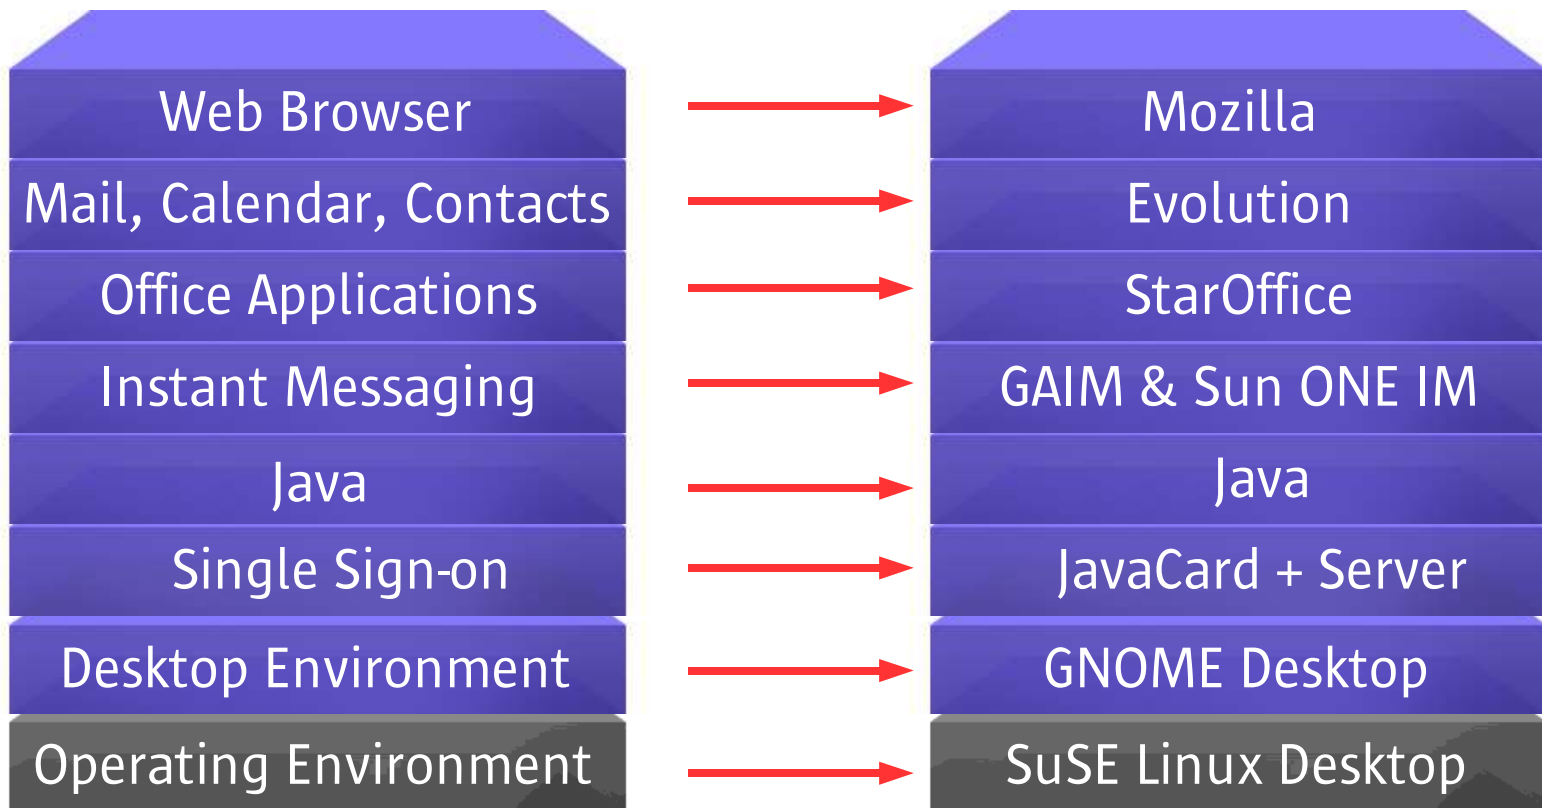 Web Browser
Mozilla
Mail, Calendar, Contacts
Evolution
Office Applications
StarOffice
Instant Messaging
GAIM & Sun ONE IM
Java
Java
Single Sign-on
JavaCard + Server
Desktop Environment
GNOME Desktop
Operating Environment
SuSE Linux Desktop